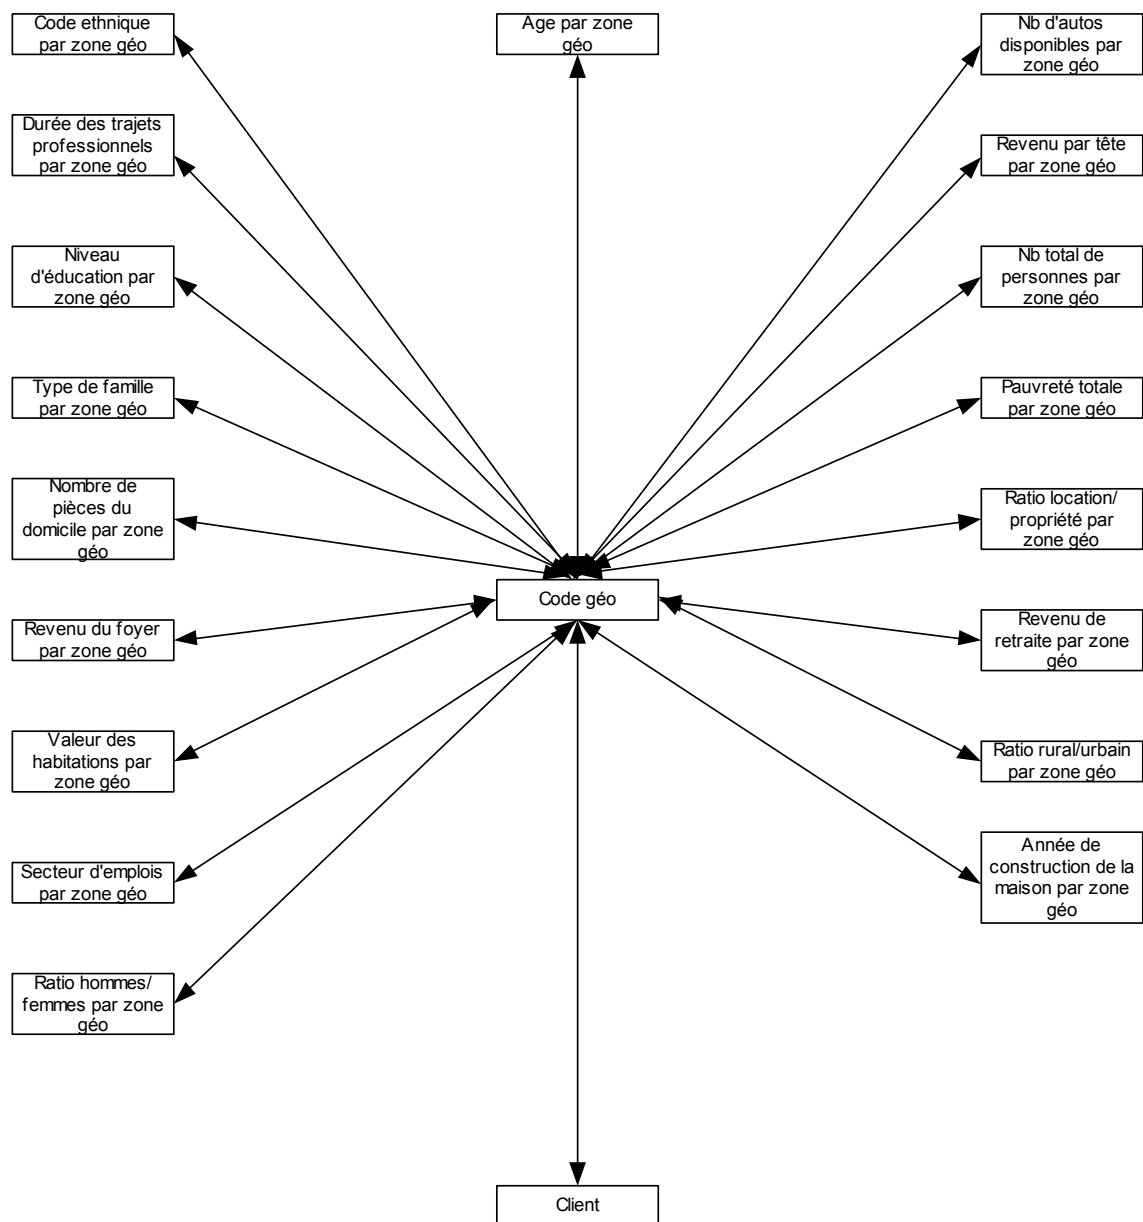 Code ethnique
par zone géo
Age par zone
géo
Nb d'autos
disponibles par
zone géo
Durée des trajets
professionnels
par zone géo
Revenu par tête
par zone géo
Niveau
d'éducation par
zone géo
Nb total de
personnes par
zone géo
Type de famille
par zone géo
Pauvreté totale
par zone géo
Nombre de
pièces du
domicile par zone
géo
Ratio location/
propriété par
zone géo
Code géo
Revenu du foyer
par zone géo
Revenu de
retraite par zone
géo
Valeur des
habitations par
zone géo
Ratio rural/urbain
par zone géo
Secteur d'emplois
par zone géo
Année de
construction de la
maison par zone
géo
Ratio hommes/
femmes par zone
géo
Client